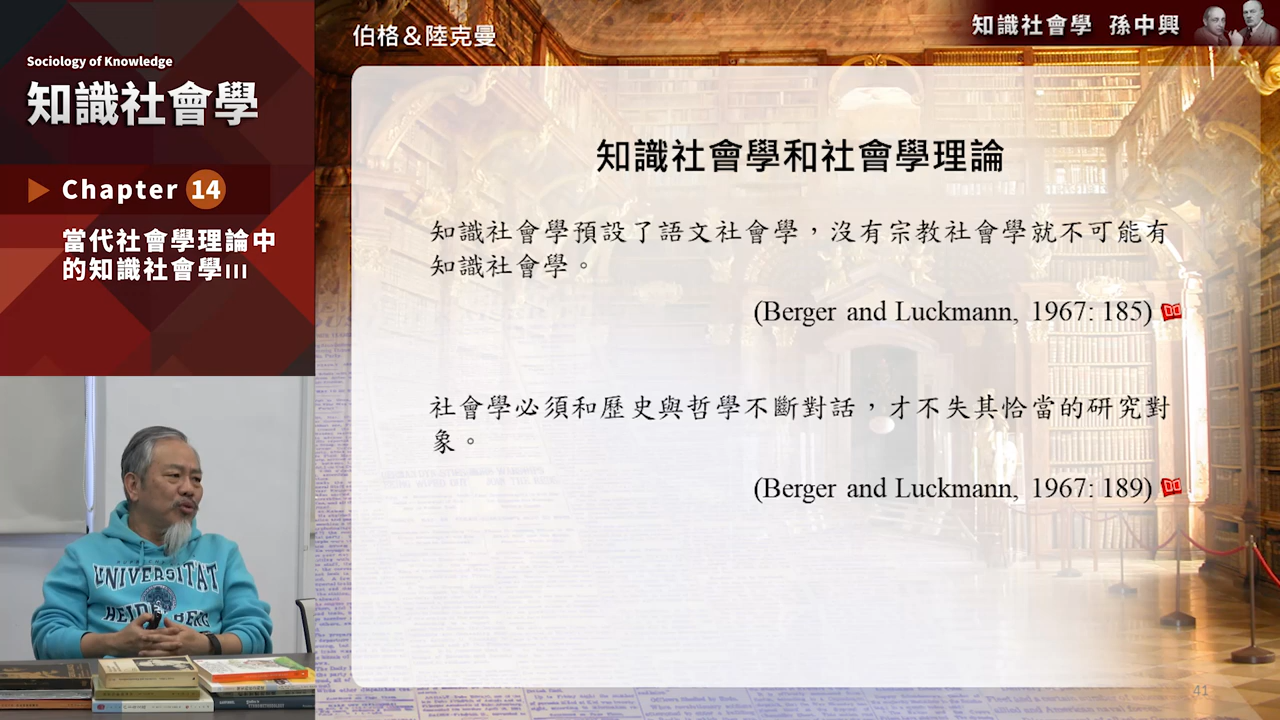 Sociology of Knowledge
知識社會學
Chapter 14
當代社會學理論中
的知識社會學III
伯格＆陸克曼
知識社會學 孫中興
知識社會學和社會學理論
知識社會學預設了語文社會學，沒有宗教社會學就不可能有
知識社會學。
(Berger and Luckmann, 1967: 185)
社會學必須和歷史與哲學不斷對話，才不失其恰當的研究對
象。
(Berger and Luckmann, 1967: 189)
UNIVERSITAT
41